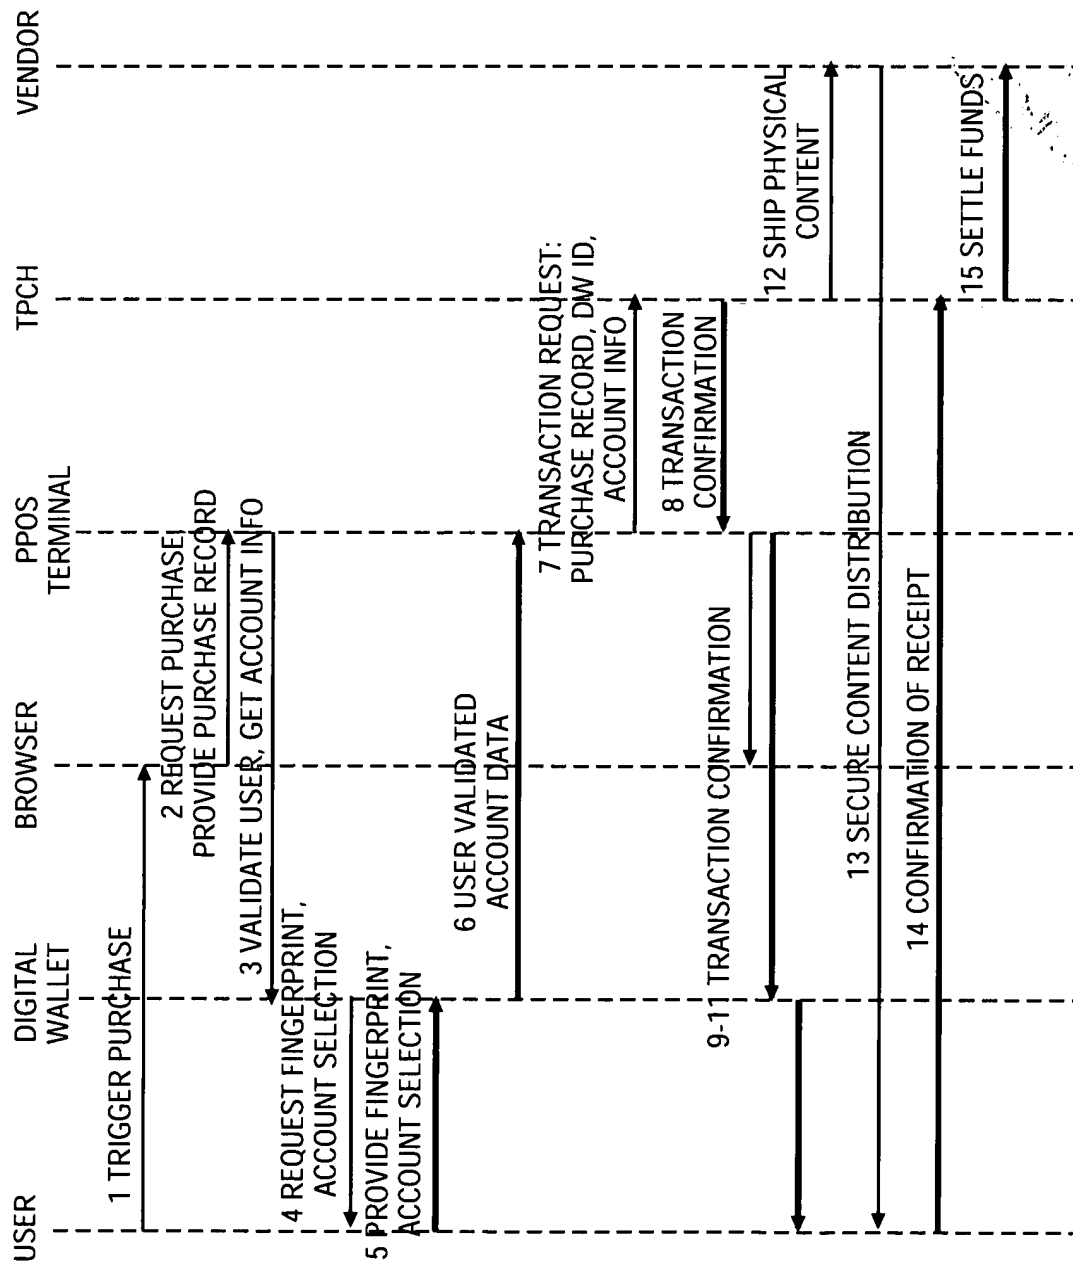 USER
DIGITAL
WALLET
BROWSER
PPOS
TERMINAL
TPCH
VENDOR
1 TRIGGER PURCHASE
2 REQUEST PURCHASE,
PROVIDE PURCHASE RECORD
3 VALIDATE USER, GET ACCOUNT INFO
4 REQUEST FINGERPRINT,
ACCOUNT SELECTION
5 PROVIDE FINGERPRINT,
ACCOUNT SELECTION
6 USER VALIDATED
ACCOUNT DATA
7 TRANSACTION REQUEST:
PURCHASE RECORD, DW ID,
ACCOUNT INFO
8 TRANSACTION
CONFIRMATION
9-11 TRANSACTION CONFIRMATION
12 SHIP PHYSICAL
CONTENT
13 SECURE CONTENT DISTRIBUTION
14 CONFIRMATION OF RECEIPT
15 SETTLE FUNDS